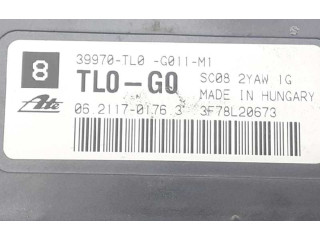 39970-TL0 -G011-M1
8
TL0-G0
SC08 2YAW 1G
MADE IN HUNGARY
Ate
06.2117-0176.3
3F78L20673